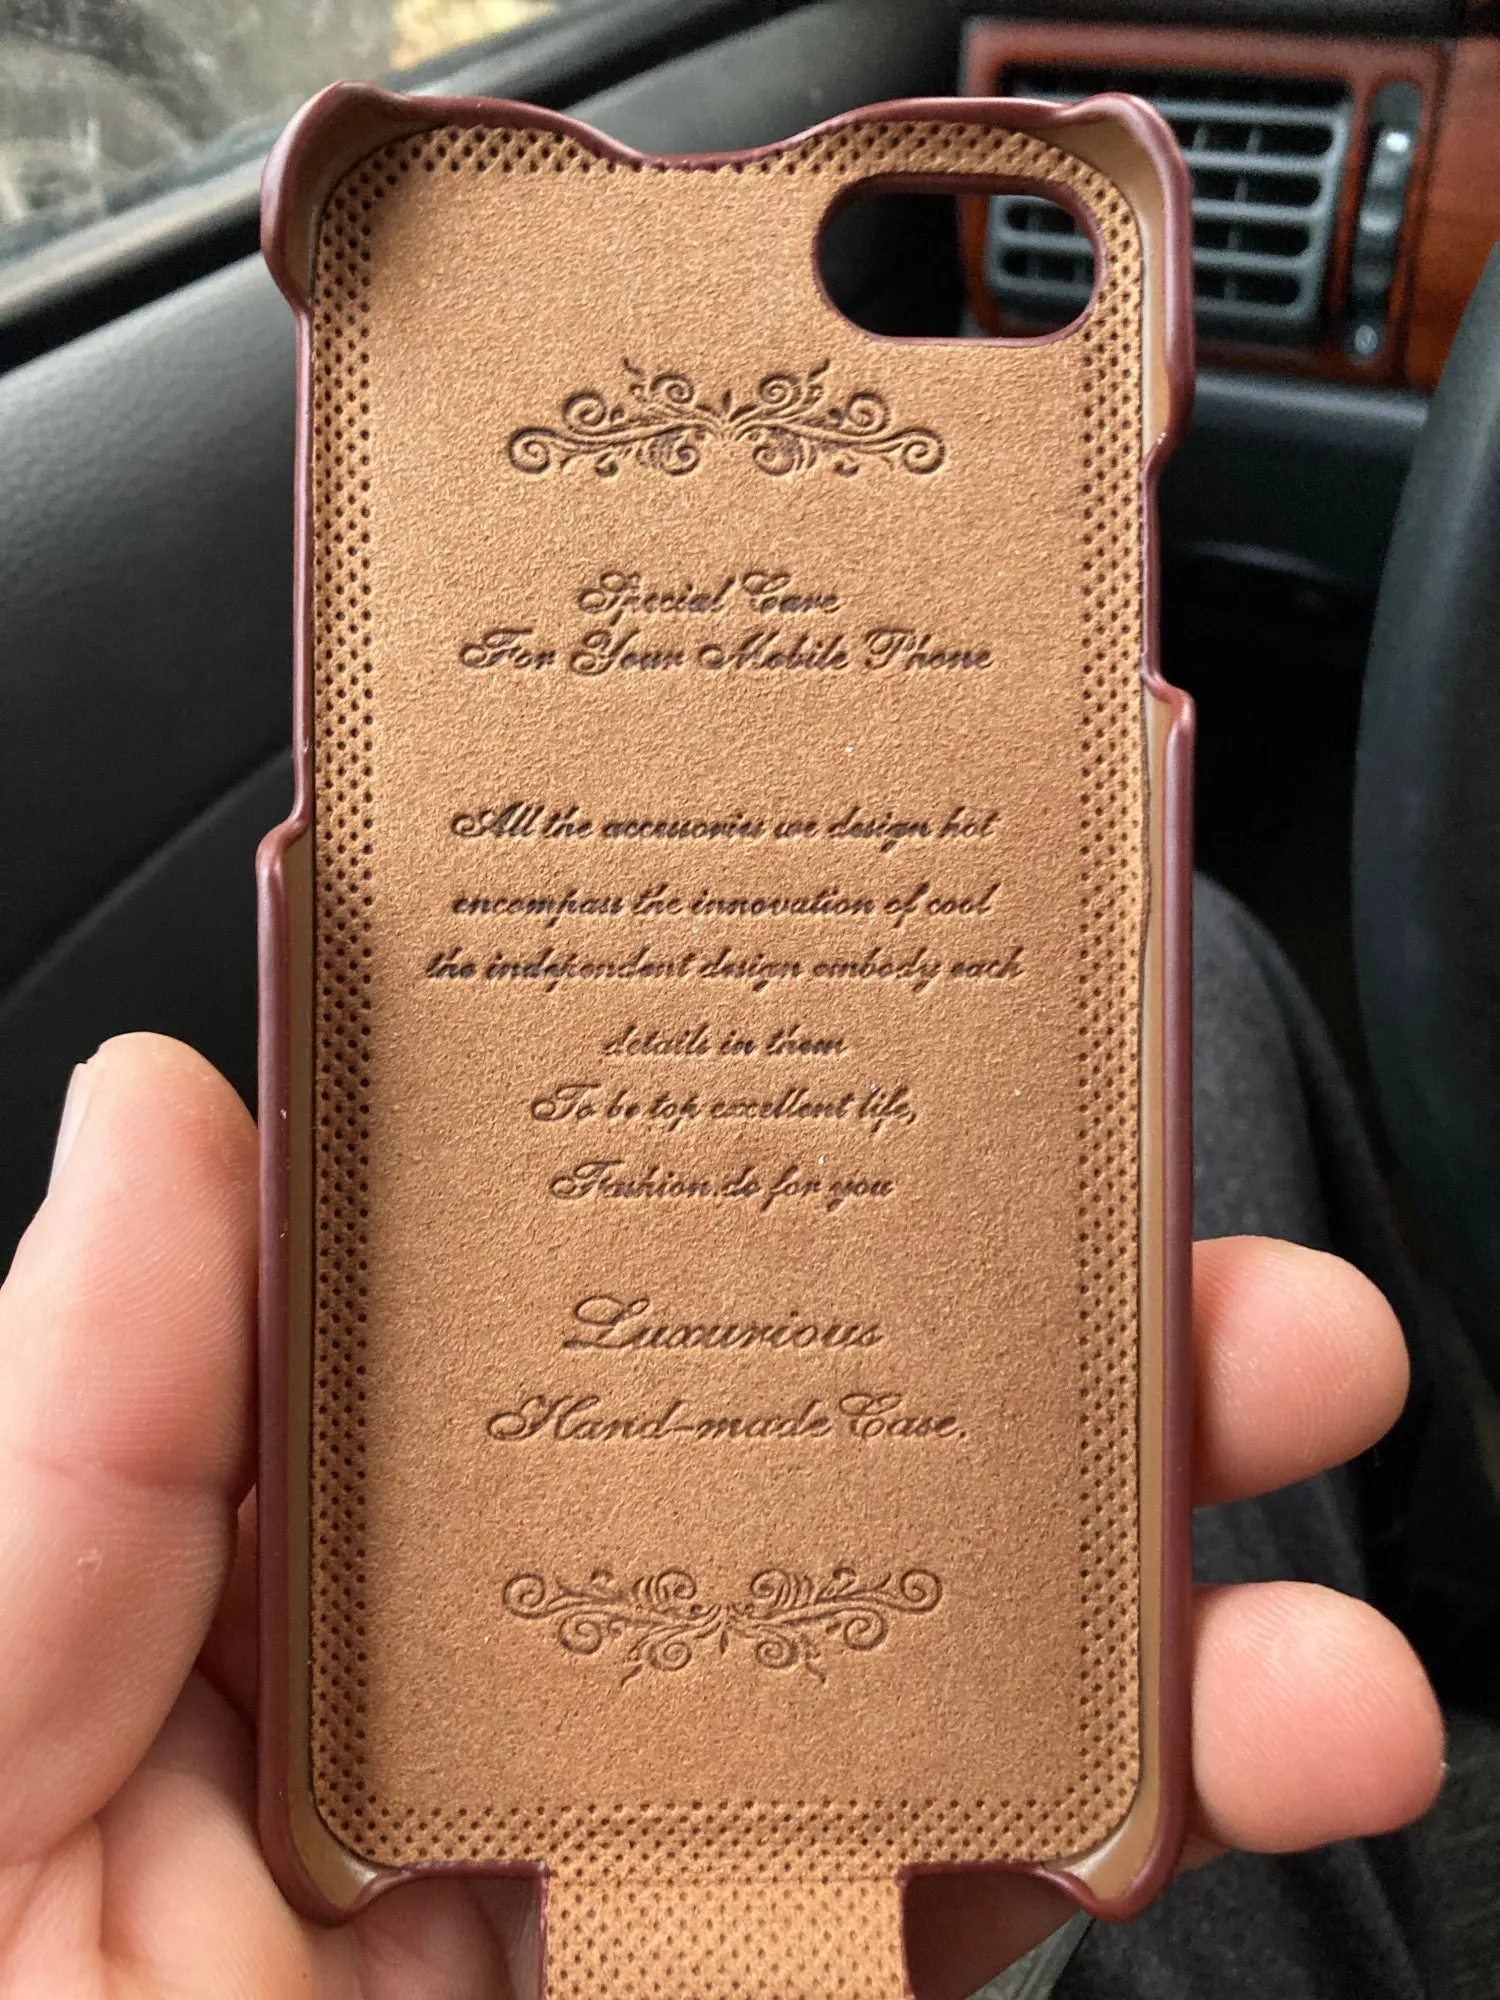 Special Care
For Your Mobile Phone
All the accessories we design hot
encompass the innovation of cool
the independent design embody each
details in them
To be top excellent life,
Fashion.do for you
Luxurious
Hand-made Case.